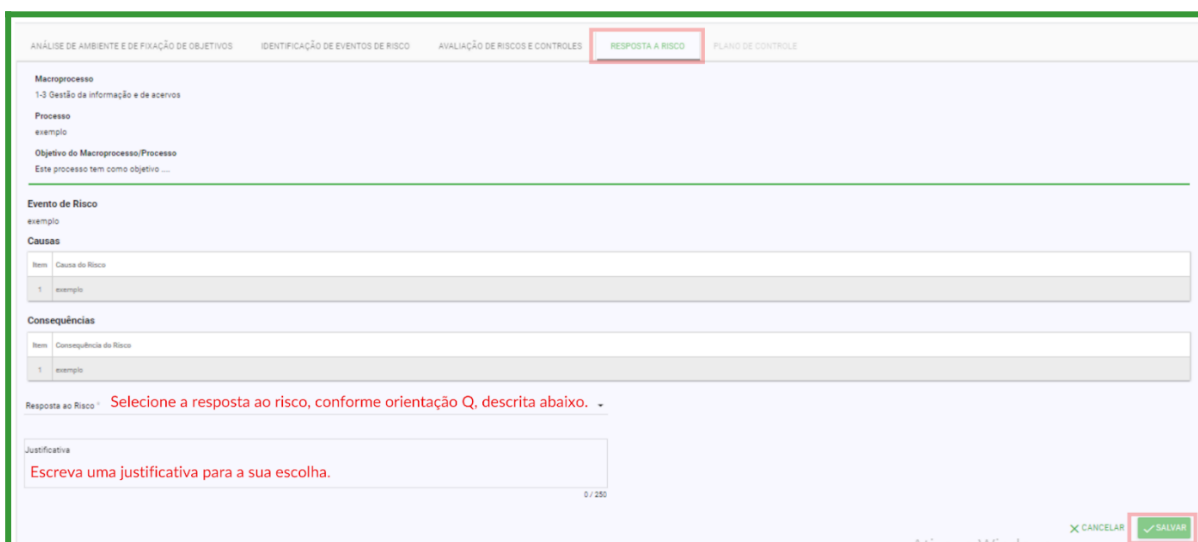 ANÁLISE DE AMBIENTE E DE FIXAÇÃO DE OBJETIVOS IDENTIFICAÇÃO DE EVENTOS DE RISCO AVALIAÇÃO DE RISCOS E CONTROLES RESPOSTA A RISCO PLANO DE CONTROLE
Macroprocesso
1-3 Gestão da informação e de acervos
Processo
exemplo
Objetivo do Macroprocesso/Processo
Este processo tem como objetivo ....
Evento de Risco
exemplo
Causas
Item Causa do Risco
1 exemplo
Consequências
Item Consequência do Risco
1 exemplo
Resposta ao Risco * Selecione a resposta ao risco, conforme orientação Q, descrita abaixo.
Justificativa
Escreva uma justificativa para a sua escolha.
0 / 250
CANCELAR SALVAR